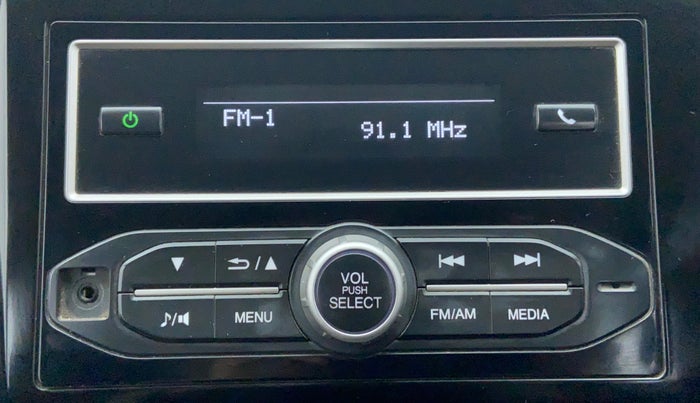 FM-1
91.1 MHz
VOL
PUSH
SELECT
MENU
FM/AM
MEDIA